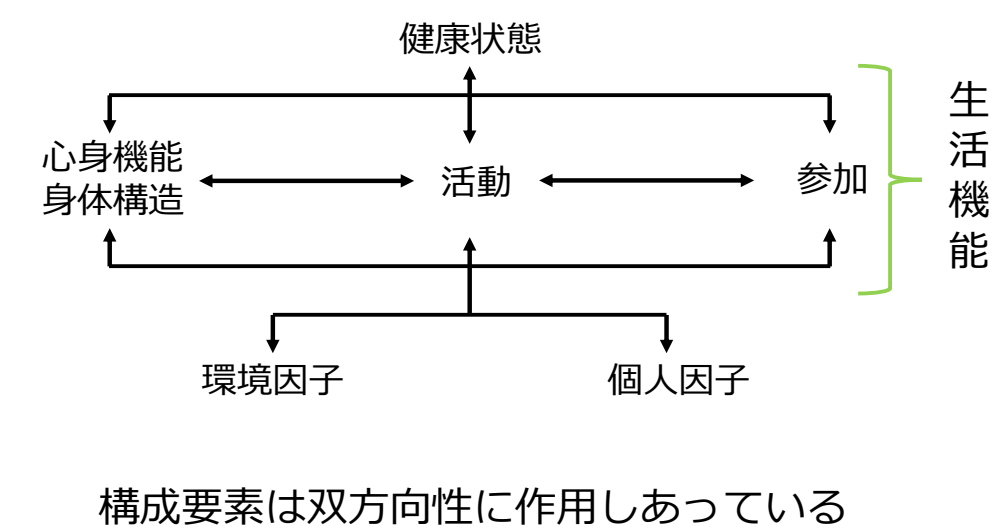 健康状態
心身機能
身体構造
活動
参加
生活機能
環境因子
個人因子
構成要素は双方向性に作用しあっている